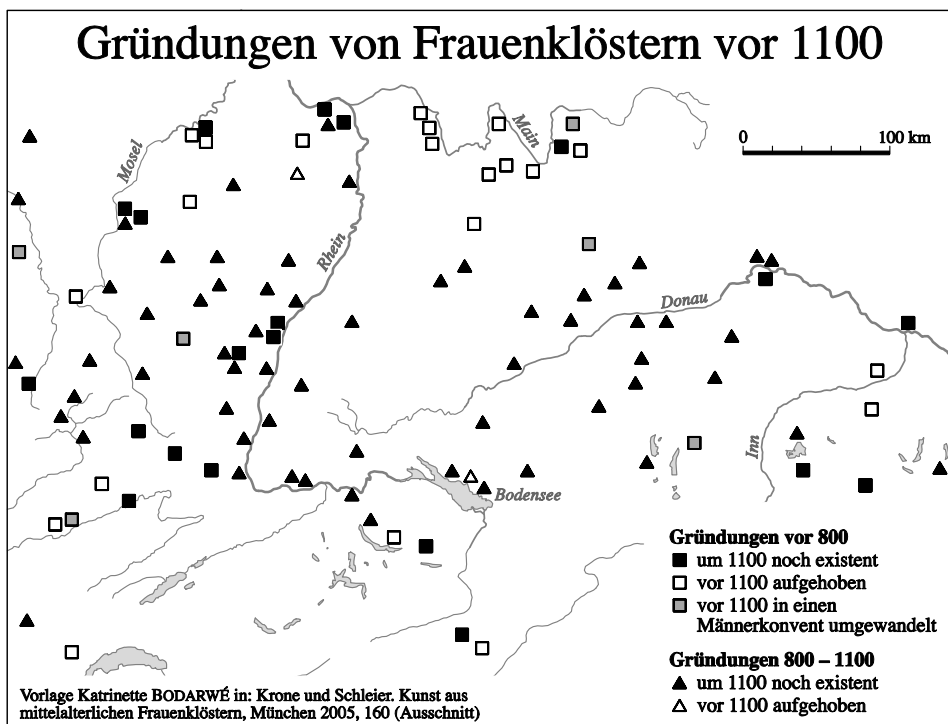 Gründungen von Frauenklöstern vor 1100
Mosel
Main
0 100 km
Rhein
Donau
Inn
Bodensee
Gründungen vor 800
um 1100 noch existent
vor 1100 aufgehoben
vor 1100 in einen
Männerkonvent umgewandelt
Gründungen 800 – 1100
um 1100 noch existent
vor 1100 aufgehoben
Vorlage Katrinette BODARWÉ in: Krone und Schleier. Kunst aus
mittelalterlichen Frauenklöstern, München 2005, 160 (Ausschnitt)